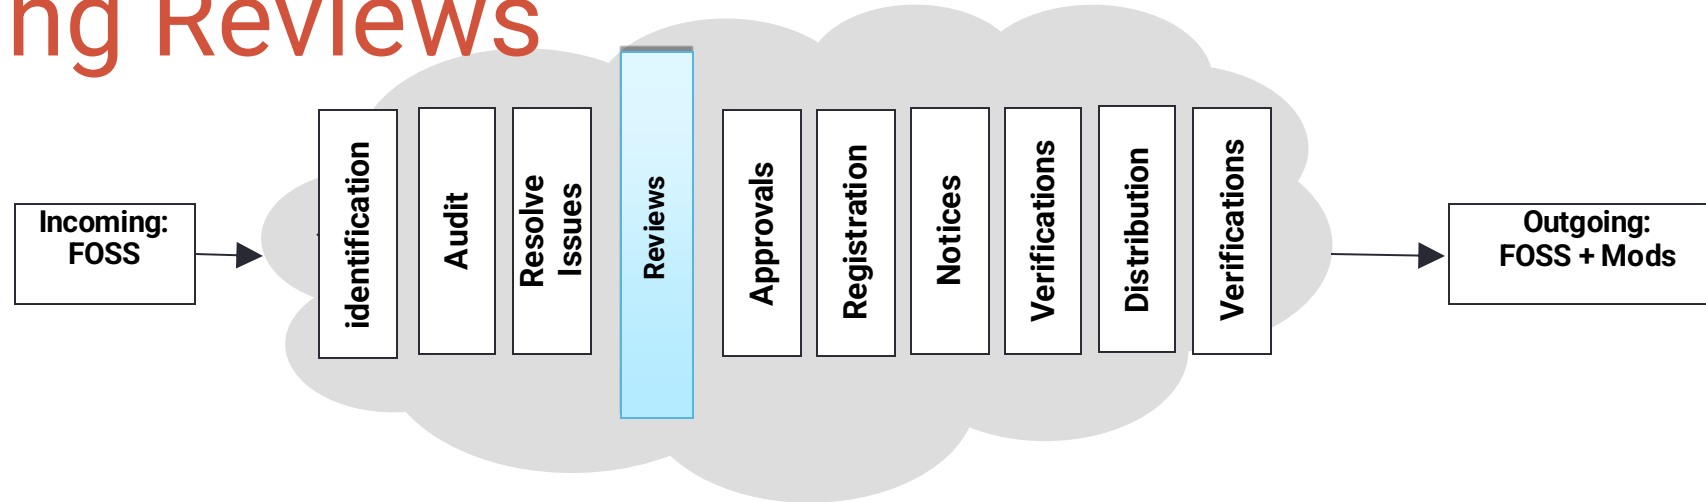 ng Reviews
Incoming:
FOSS
identification
Audit
Resolve
Issues
Reviews
Approvals
Registration
Notices
Verifications
Distribution
Verifications
Outgoing:
FOSS + Mods